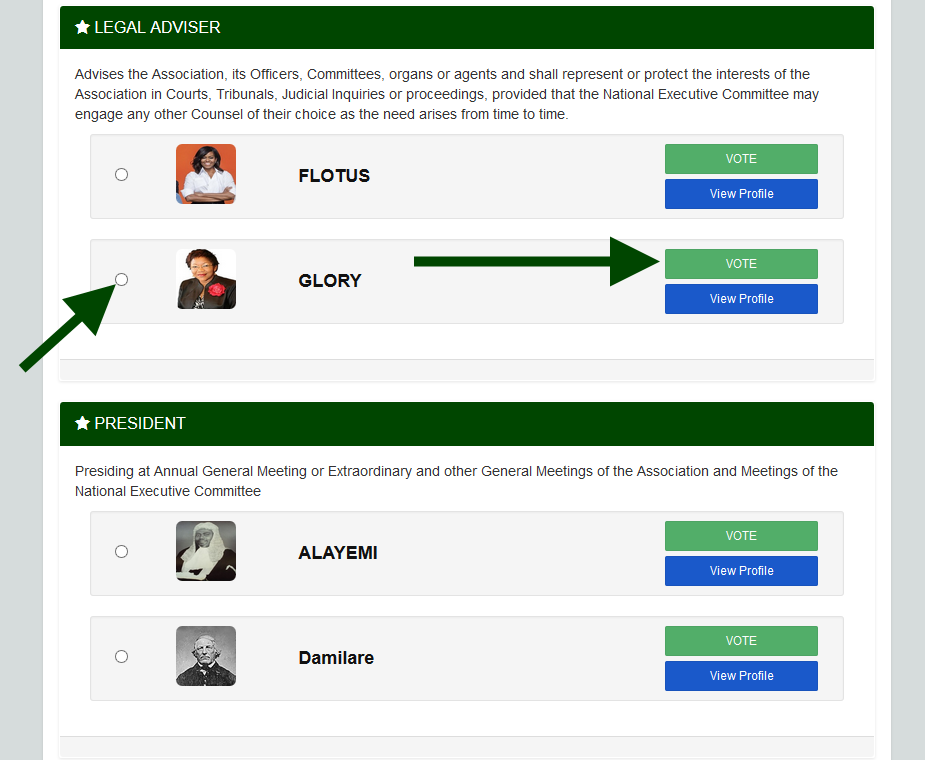 LEGAL ADVISER
Advises the Association, its Officers, Committees, organs or agents and shall represent or protect the interests of the
Association in Courts, Tribunals, Judicial Inquiries or proceedings, provided that the National Executive Committee may
engage any other Counsel of their choice as the need arises from time to time.
FLOTUS
VOTE
View Profile
GLORY
VOTE
View Profile
PRESIDENT
Presiding at Annual General Meeting or Extraordinary and other General Meetings of the Association and Meetings of the
National Executive Committee
ALAYEMI
VOTE
View Profile
Damilare
VOTE
View Profile